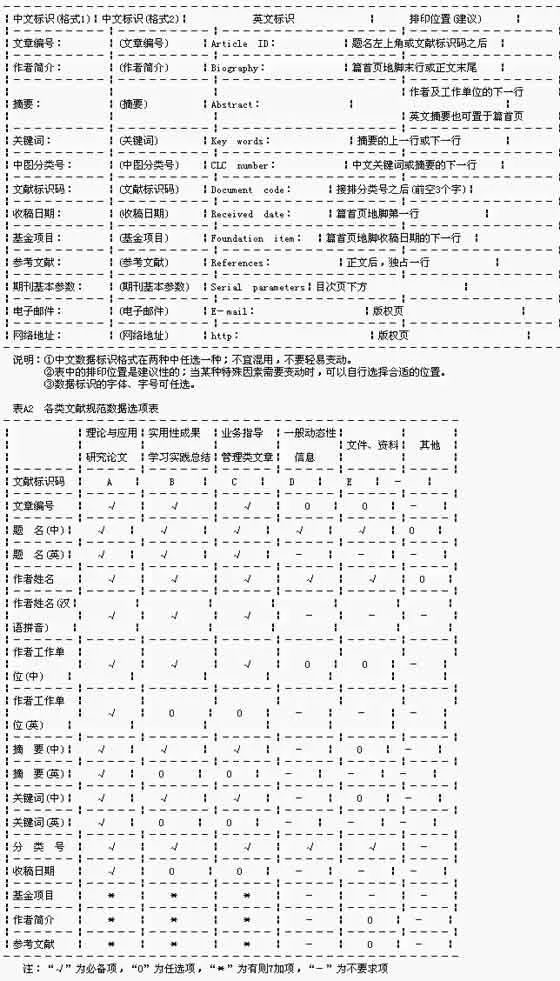 中文标识(格式1) 中文标识(格式2) 英文标识 排印位置(建议)
文章编号： (文章编号) Article ID： 题名左上角或文献标识码之后
作者简介： (作者简介) Biography： 篇首页地脚末行或正文末尾
作者及工作单位的下一行
摘要： (摘要) Abstract：
英文摘要也可置于篇首页
关键词： (关键词) Key words： 摘要的上一行或下一行
中图分类号： (中图分类号) CLC number： 中文关键词或摘要的下一行
文献标识码： (文献标识码) Document code： 接排分类号之后(前空3个字)
收稿日期： (收稿日期) Received date： 篇首页地脚第一行
基金项目： (基金项目) Foundation item： 篇首页地脚收稿日期的下一行
参考文献： (参考文献) References： 正文后，独占一行
期刊基本参数： (期刊基本参数) Serial parameters 目次页下方
电子邮件： (电子邮件) E－mail： 版权页
网络地址： (网络地址) http： 版权页
说明：①中文数据标识格式在两种中任选一种；不宜混用，不要轻易变动。
②表中的排印位置是建议性的；当某种特殊因素需要变动时，可以自行选择合适的位置。
③数据标识的字体、字号可任选。
表A2 各类文献规范数据选项表
理论与应用 实用性成果 业务指导 一般动态性
文件、资料 其他
研究论文 学习实践总结 管理类文章 信息
文献标识码 A B C D E －
文章编号 √ √ √ O O －
题 名(中) √ √ √ √ √ O
题 名(英) √ √ √ － － －
作者姓名 √ √ √ √ √ O
作者姓名(汉
√ √ √ － － －
语拼音)
作者工作单
√ √ √ O O －
位(中)
作者工作单
√ O O － － －
位(英)
摘 要(中) √ √ √ － O －
摘 要(英) √ O O － － －
关键词(中) √ √ √ － O －
关键词(英) √ O O － － －
分 类 号 √ √ √ √ √ －
收稿日期 √ O O － － －
基金项目 * * * － － －
作者简介 * * * － O －
参考文献 * * * － O －
注：“√”为必备项，“O”为任选项，“*”为有则7加项，“－”为不要求项